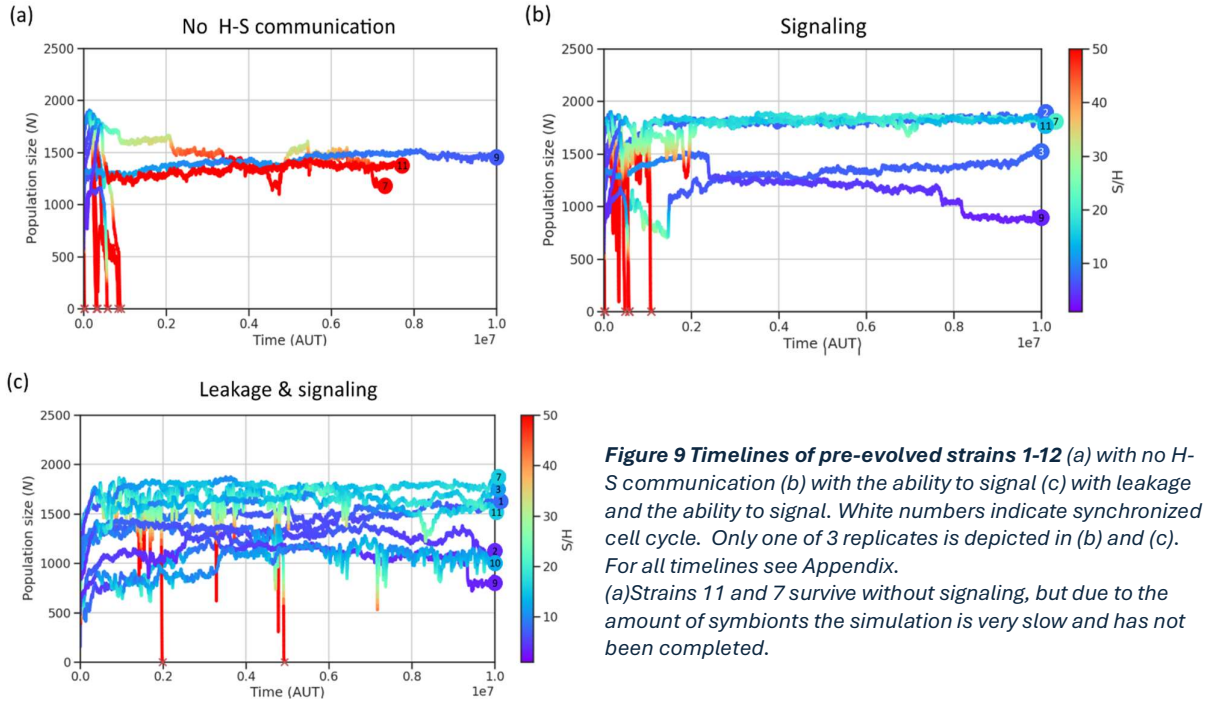 (a)
No H-S communication
2500
2000
1500
1000
500
0
Population size (N)
0.0
0.2
0.4
0.6
0.8
1.0
1e7
Time (AUT)
9
11
7
(b)
Signaling
2500
2000
1500
1000
500
0
Population size (N)
0.0
0.2
0.4
0.6
0.8
1.0
1e7
Time (AUT)
2
11
7
3
9
50
40
30
20
10
S/H
(c)
Leakage & signaling
2500
2000
1500
1000
500
0
Population size (N)
0.0
0.2
0.4
0.6
0.8
1.0
1e7
Time (AUT)
7
3
1
11
2
10
9
50
40
30
20
10
S/H
Figure 9 Timelines of pre-evolved strains 1-12 (a) with no H-
S communication (b) with the ability to signal (c) with leakage
and the ability to signal. White numbers indicate synchronized
cell cycle. Only one of 3 replicates is depicted in (b) and (c).
For all timelines see Appendix.
(a)Strains 11 and 7 survive without signaling, but due to the
amount of symbionts the simulation is very slow and has not
been completed.